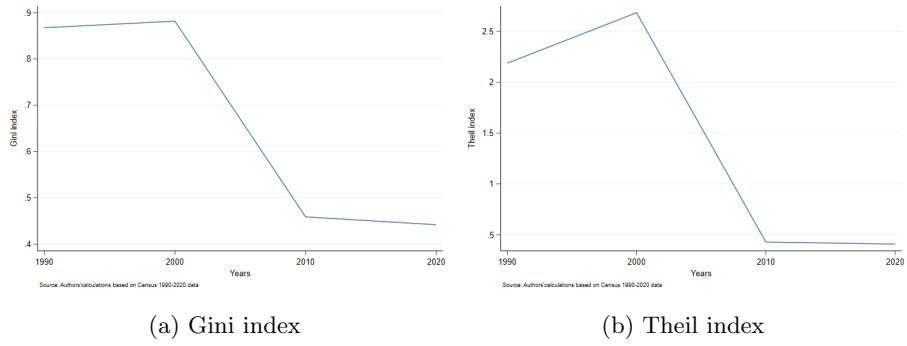 .9
.8
.7
.6
.5
.4
Gini index
1990
2000
2010
2020
Years
Source: Authors'calculations based on Census 1990-2020 data
(a) Gini index
2.5
2
1.5
1
.5
Theil index
1990
2000
2010
2020
Years
Source: Authors'calculations based on Census 1990-2020 data
(b) Theil index